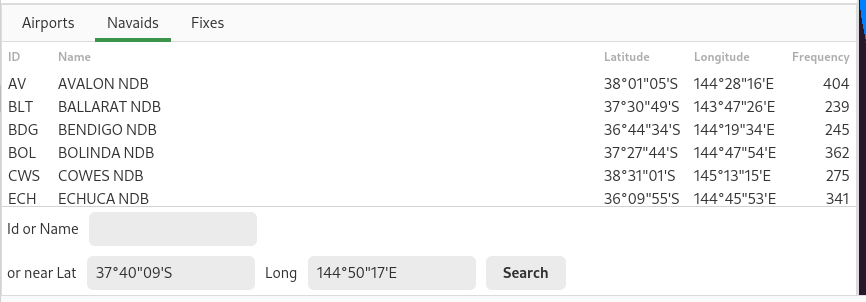 Airports Navaids Fixes
ID Name Latitude Longitude Frequency
AV AVALON NDB 38°01"05'S 144°28"16'E 404
BLT BALLARAT NDB 37°30"49'S 143°47"26'E 239
BDG BENDIGO NDB 36°44"34'S 144°19"34'E 245
BOL BOLINDA NDB 37°27"44'S 144°47"54'E 362
CWS COWES NDB 38°31"01'S 145°13"15'E 275
ECH ECHUCA NDB 36°09"55'S 144°45"53'E 341
Id or Name
or near Lat 37°40"09'S Long 144°50"17'E Search